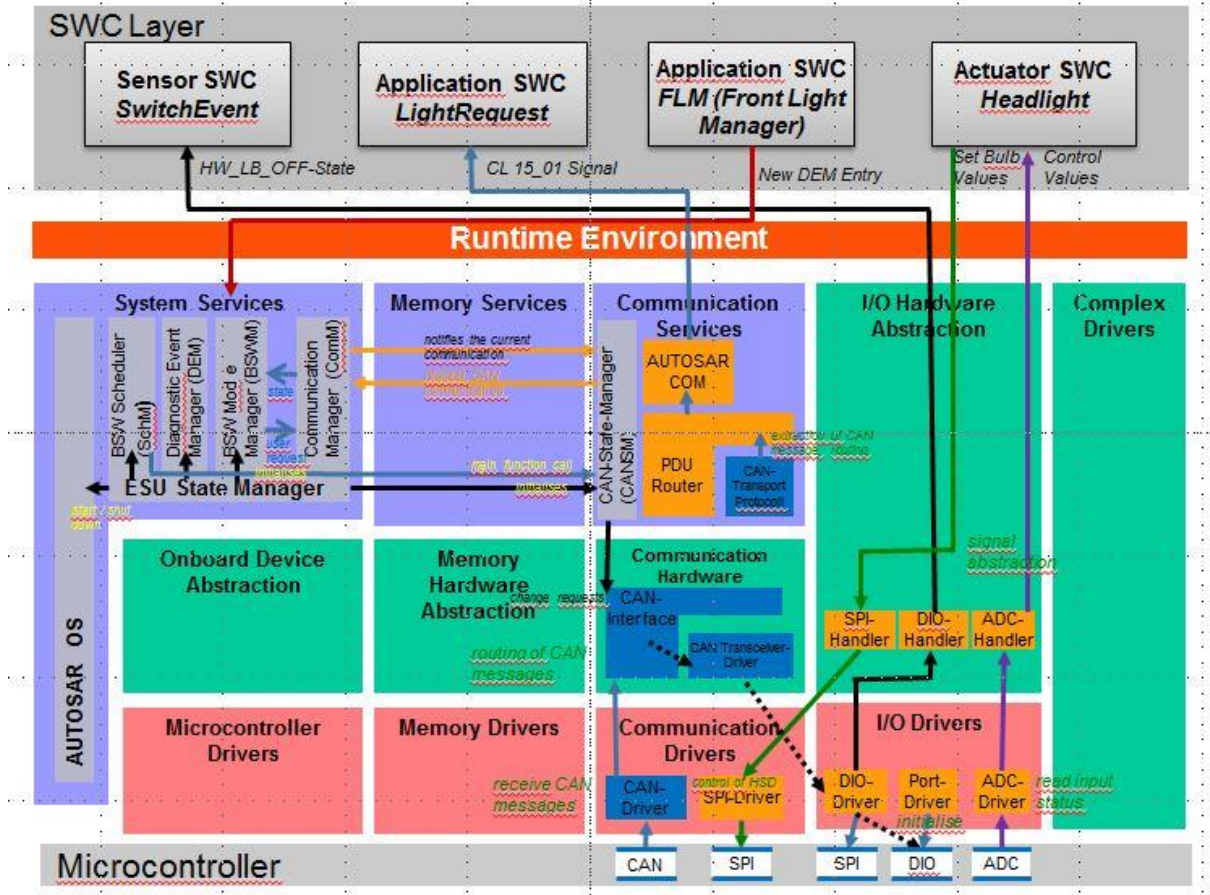 SWC Layer
Sensor SWC
SwitchEvent
Application SWC
LightRequest
Application SWC
FLM (Front Light
Manager)
Actuator SWC
Headlight
HW_LB_OFF-State
CL 15_01 Signal
New DEM Entry
Set Bulb
Values
Control
Values
Runtime Environment
System Services
Memory Services
Communication
Services
I/O Hardware
Abstraction
Complex
Drivers
BSW Scheduler
(SchM)
Diagnostic Event
Manager (DEM)
BSW Mod e
Manager (BSWM)
Communication
Manager (ComM)
state
user
request
initialises
notifies the current
communication
communication
main function call
initialises
CAN-State-Manager
(CANSM)
AUTOSAR
COM
PDU
Router
extraction of CAN
message, routing
CAN-
Transport
Protocoll
ESU State Manager
start / shut
down
AUTOSAR OS
Onboard Device
Abstraction
Memory
Hardware
Abstraction
Communication
Hardware
change requests
CAN-
Interface
CAN Transceiver-
Driver
routing of CAN
messages
signal
abstraction
SPI-
Handler
DIO-
Handler
ADC-
Handler
Microcontroller
Drivers
Memory Drivers
Communication
Drivers
I/O Drivers
receive CAN
messages
CAN-
Driver
control of HSD
SPI-Driver
DIO-
Driver
Port-
Driver
initialise
ADC-
Driver
read input
status
Microcontroller
CAN
SPI
SPI
DIO
ADC